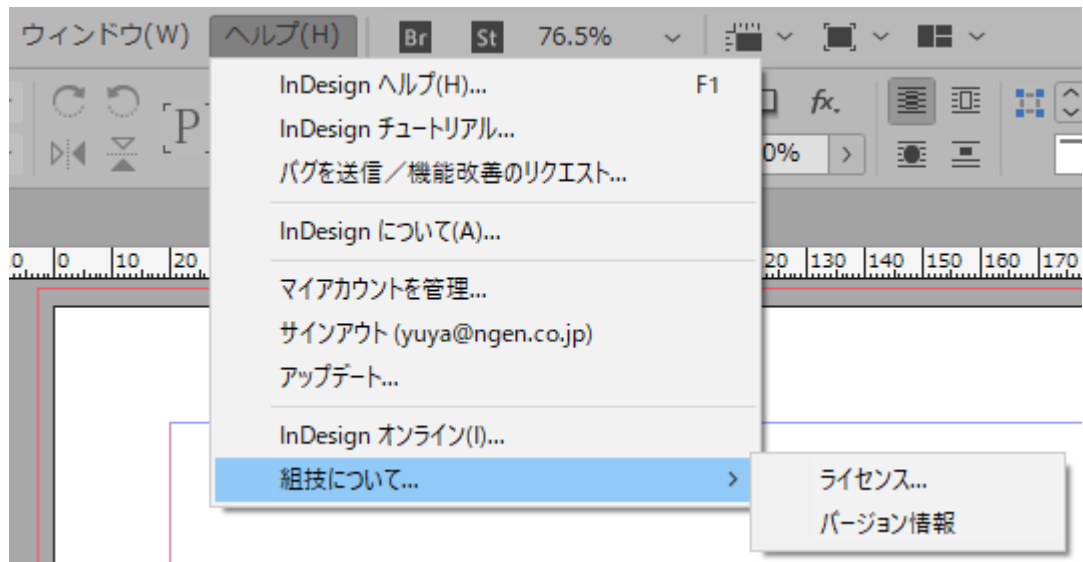 ウィンドウ(W) ヘルプ(H) Br St 76.5%
InDesign ヘルプ(H)... F1
InDesign チュートリアル...
バグを送信／機能改善のリクエスト...
InDesign について(A)...
マイアカウントを管理...
サインアウト (yuya@ngen.co.jp)
アップデート...
InDesign オンライン(I)...
組技について... >
ライセンス...
バージョン情報
P
fx.
0% >
0 0 10 20
20 130 140 150 160 170